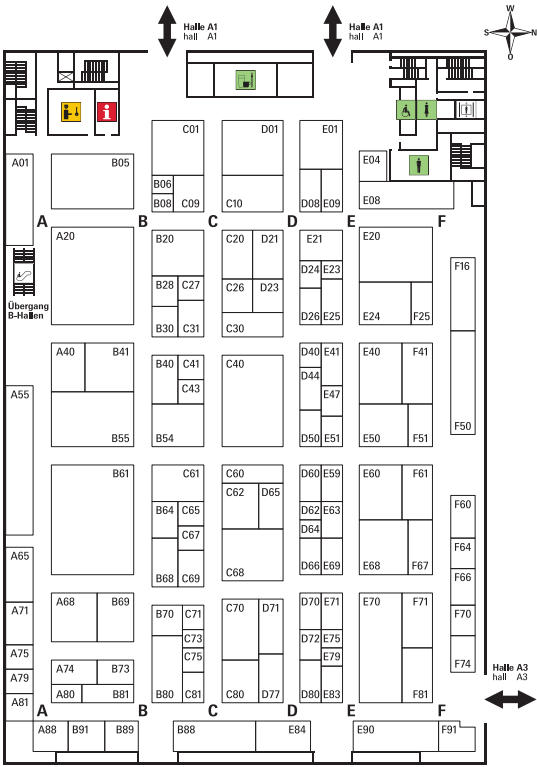 Halle A1
hall A1
Halle A1
hall A1
W
S
N
O
i
C01
D01
E01
A01
B05
E04
B06
B08
C09
C10
D08
E09
E08
A
B
C
D
E
F
A20
B20
C20
D21
E21
E20
D24
E23
F16
B28
C27
C26
D23
Übergang
B-Hallen
B30
C31
C30
D26
E25
E24
F25
A40
B41
B40
C41
C40
D40
E41
E40
F41
D44
C43
A55
E47
B55
B54
D50
E51
E50
F51
F50
B61
C61
C60
D60
E59
E60
F61
C62
D65
B64
C65
D62
E63
F60
D64
C67
F64
A65
B68
C69
C68
D66
E69
E68
F67
F66
A68
B69
C70
D71
D70
E71
E70
F71
A71
B70
C71
F70
C73
D72
E75
A75
C75
E79
A74
B73
F74
A79
A80
B81
B80
C81
C80
D77
D80
E83
F81
A81
Halle A3
hall A3
A
B
C
D
E
F
A88
B91
B89
B88
E84
E90
F91